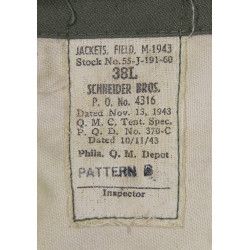 JACKETS, FIELD, M-1943
Stock No. 55-J-191-60
38L
SCHNEIDER BROS.
P. O. No. 4316
Dated Nov. 13, 1943
Q. M. C. Tent. Spec.
P. Q. D. No. 370-C
Dated 10/11/43
Phila. Q. M. Depot
PATTERN B
Inspector